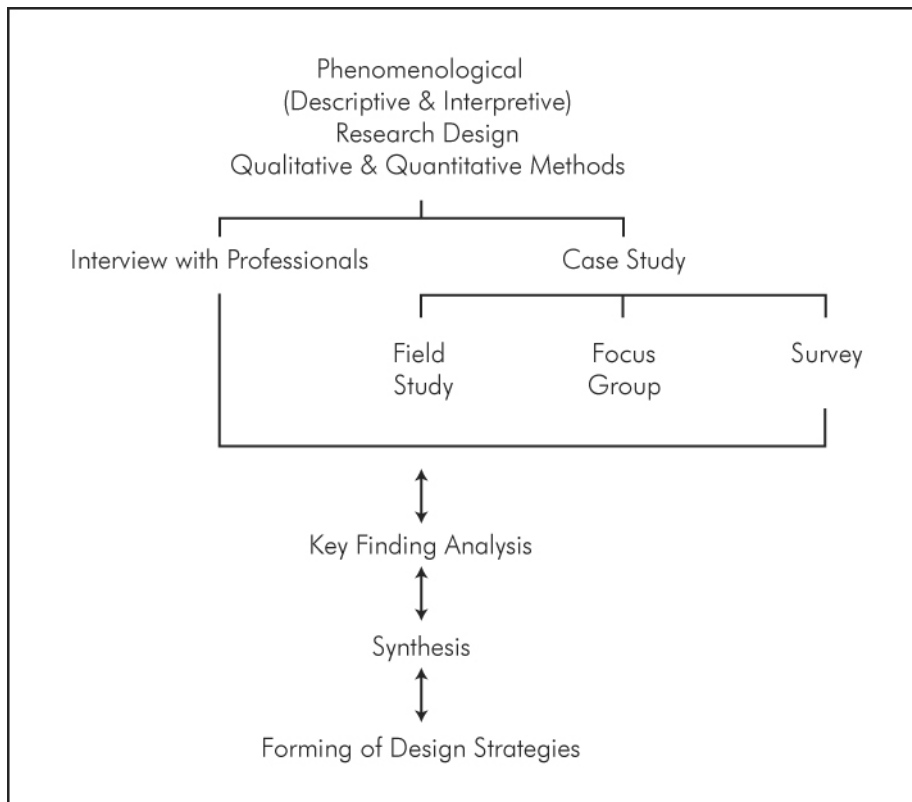 Phenomenological
(Descriptive & Interpretive)
Research Design
Qualitative & Quantitative Methods
Interview with Professionals
Case Study
Field
Study
Focus
Group
Survey
Key Finding Analysis
Synthesis
Forming of Design Strategies